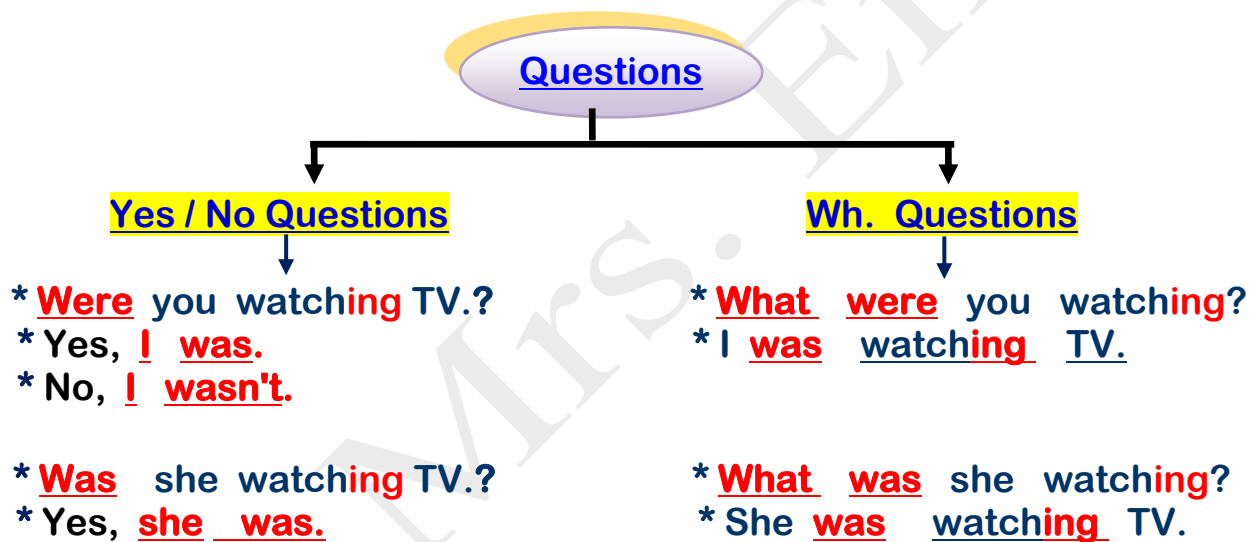 Questions
Yes / No Questions
* Were you watching TV.?
* Yes, I was.
* No, I wasn't.
* Was she watching TV.?
* Yes, she was.
Wh. Questions
* What were you watching?
* I was watching TV.
* What was she watching?
* She was watching TV.
Mrs.